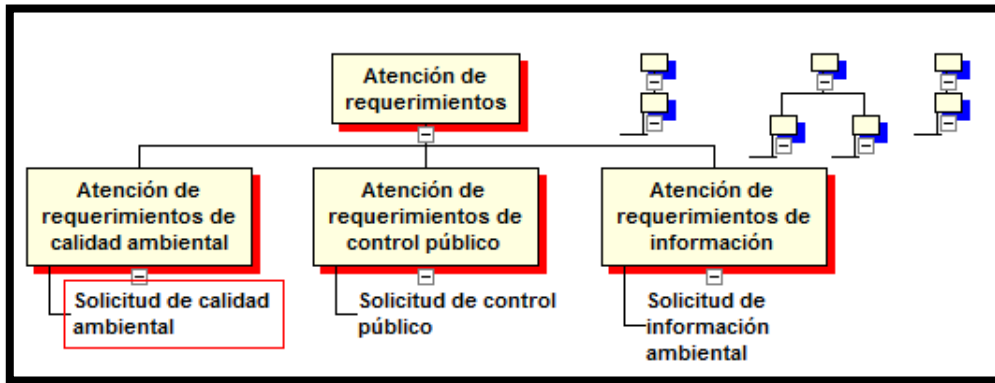 Atención de
requerimientos
Atención de
requerimientos de
calidad ambiental
Atención de
requerimientos de
control público
Atención de
requerimientos de
información
Solicitud de calidad
ambiental
Solicitud de control
público
Solicitud de
información
ambiental